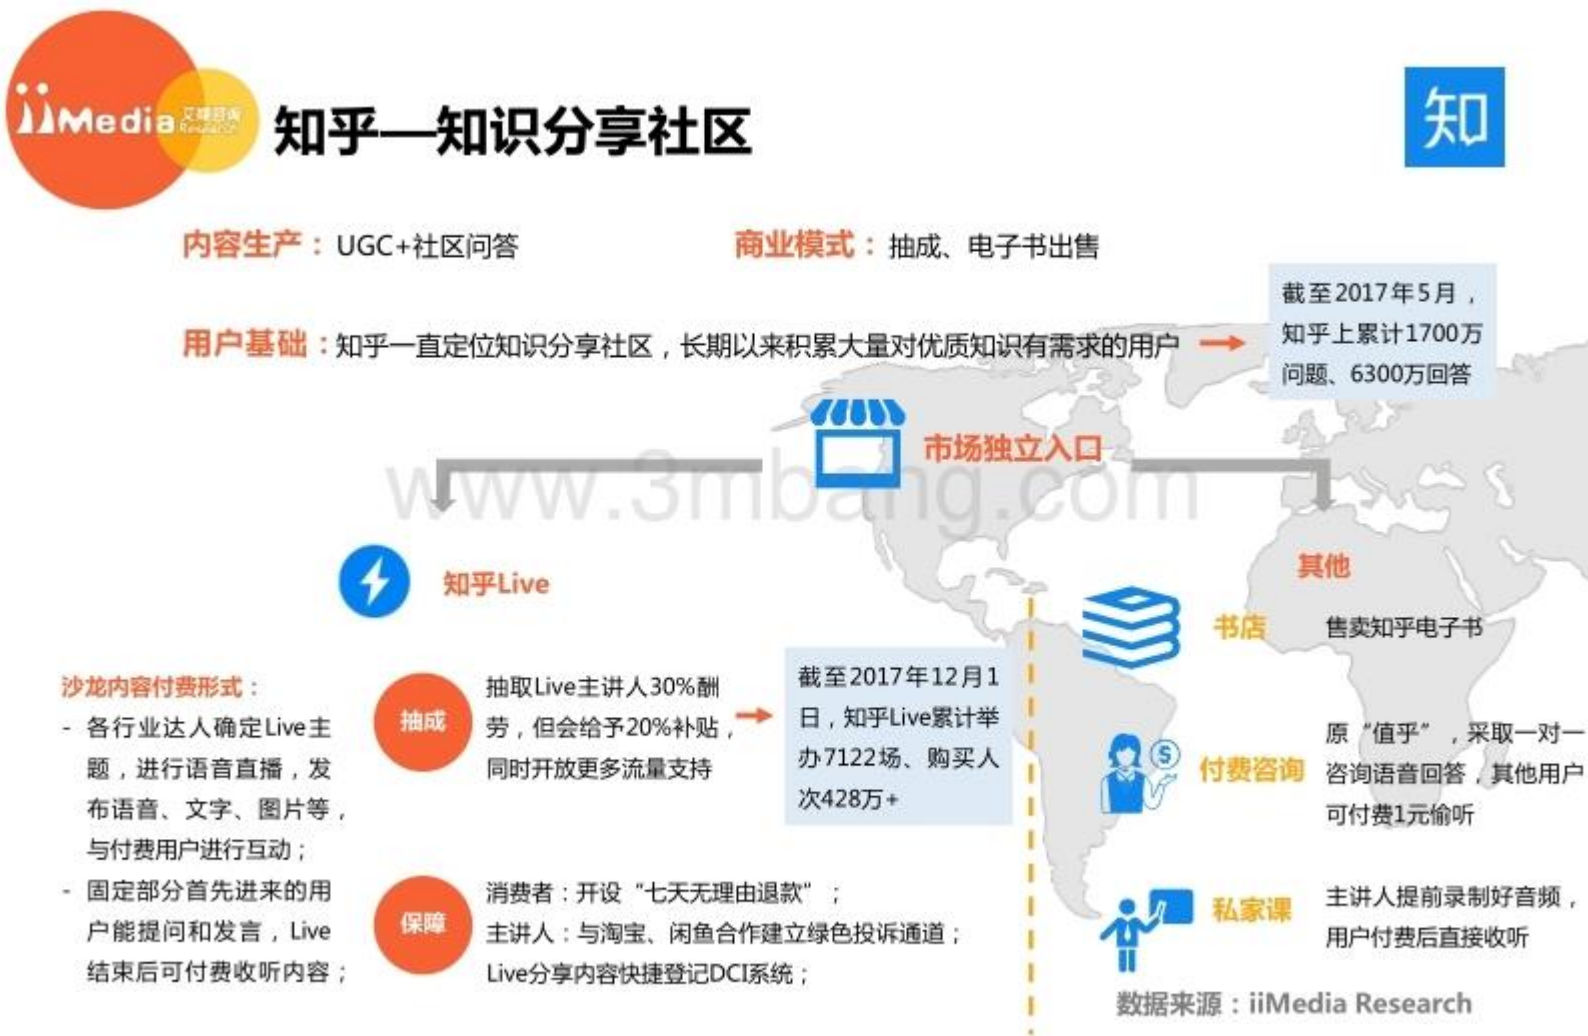 iiMedia 艾媒咨询
Research
知乎—知识分享社区
知
内容生产：UGC+社区问答
商业模式：抽成、电子书出售
用户基础：知乎一直定位知识分享社区，长期以来积累大量对优质知识有需求的用户
截至2017年5月，
知乎上累计1700万
问题、6300万回答
市场独立入口
www.3mbang.com
知乎Live
沙龙内容付费形式：
- 各行业达人确定Live主
题，进行语音直播，发
布语音、文字、图片等，
与付费用户进行互动；
- 固定部分首先进来的用
户能提问和发言，Live
结束后可付费收听内容；
抽成
抽取Live主讲人30%酬
劳，但会给予20%补贴，
同时开放更多流量支持
截至2017年12月1
日，知乎Live累计举
办7122场、购买人
次428万+
保障
消费者：开设“七天无理由退款”；
主讲人：与淘宝、闲鱼合作建立绿色投诉通道；
Live分享内容快捷登记DCI系统；
其他
书店
售卖知乎电子书
付费咨询
原“值乎”，采取一对一
咨询语音回答，其他用户
可付费1元偷听
私家课
主讲人提前录制好音频，
用户付费后直接收听
数据来源：iiMedia Research